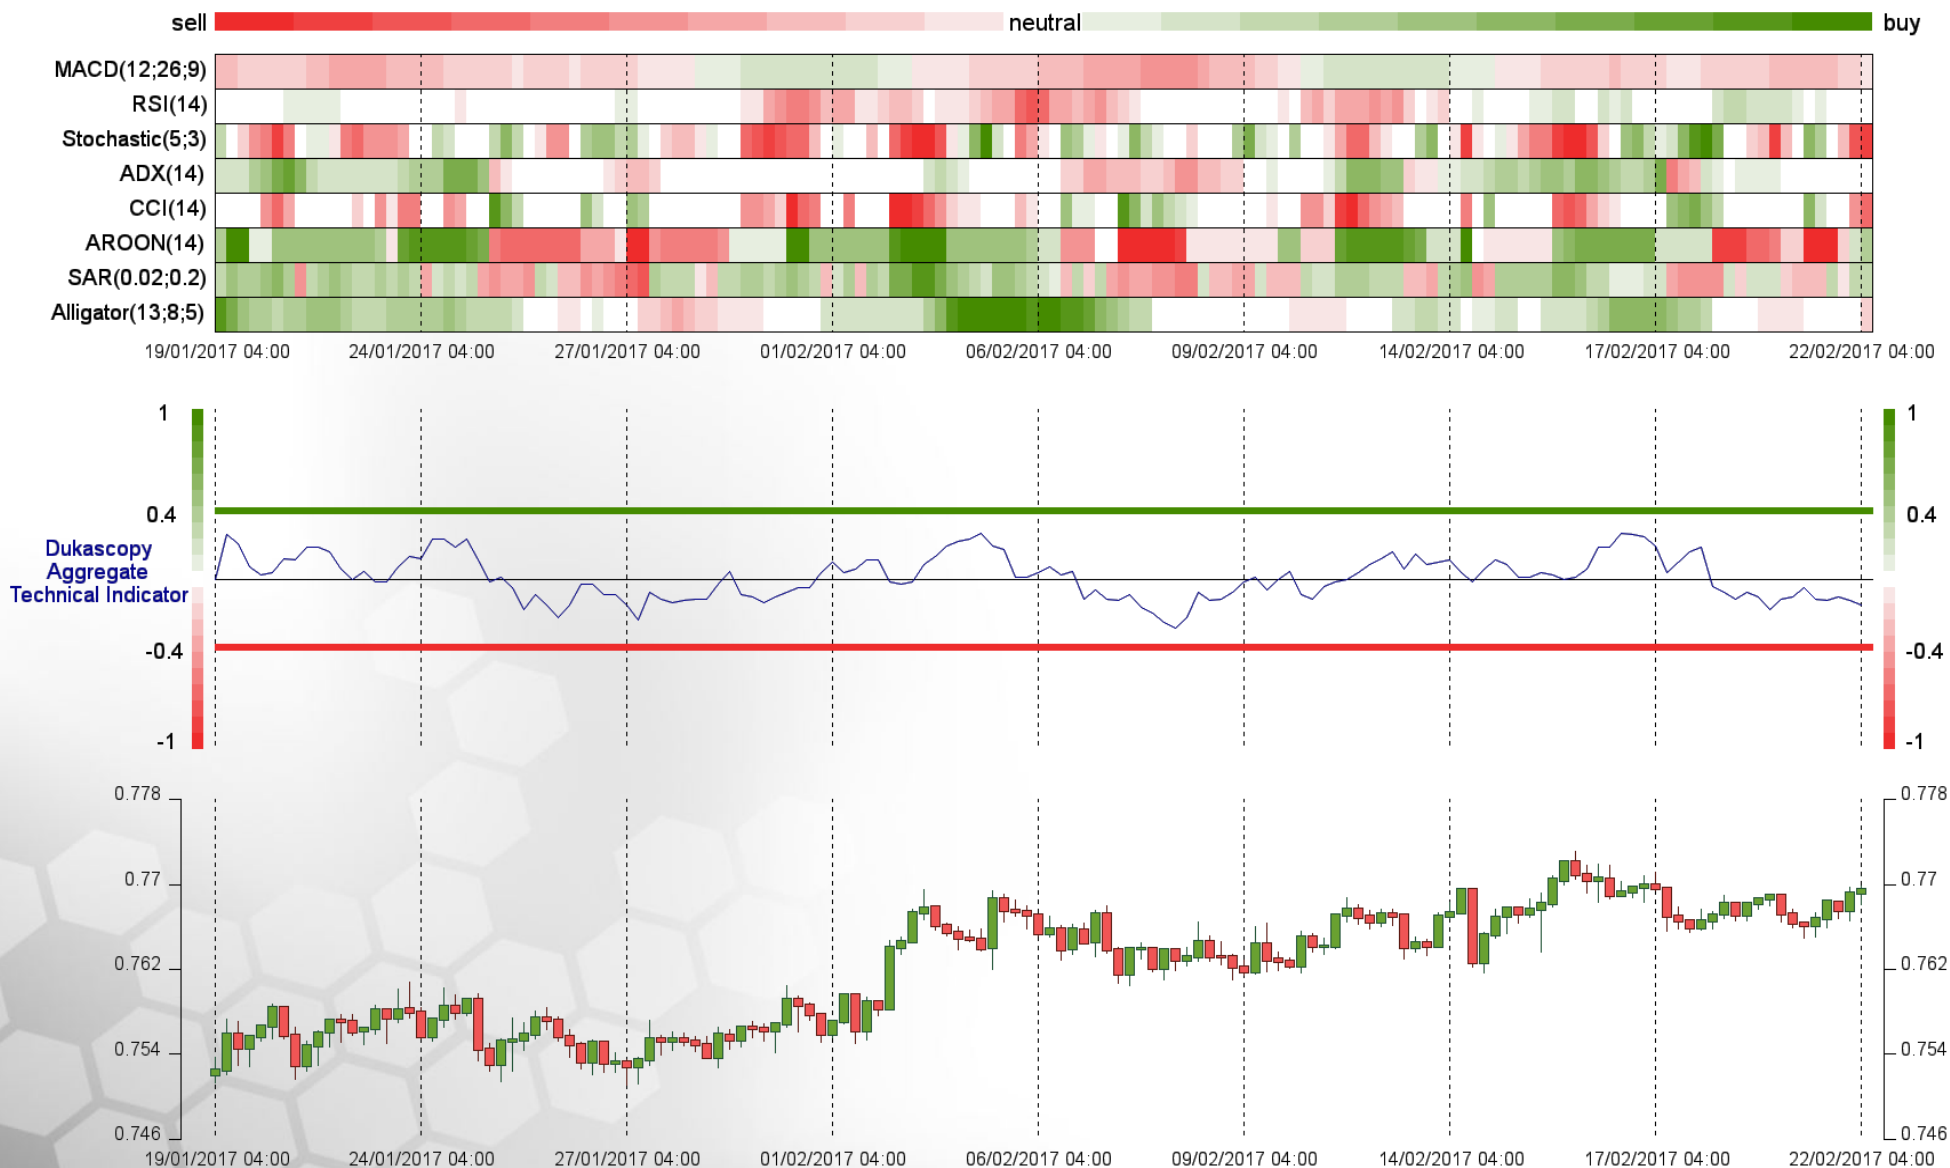 sell neutral buy
MACD(12;26;9)
RSI(14)
Stochastic(5;3)
ADX(14)
CCI(14)
AROON(14)
SAR(0.02;0.2)
Alligator(13;8;5)
19/01/2017 04:00 24/01/2017 04:00 27/01/2017 04:00 01/02/2017 04:00 06/02/2017 04:00 09/02/2017 04:00 14/02/2017 04:00 17/02/2017 04:00 22/02/2017 04:00
1 1
0.4 0.4
Dukascopy
Aggregate
Technical Indicator
-0.4 -0.4
-1 -1
0.778 0.778
0.77 0.77
0.762 0.762
0.754 0.754
0.746 0.746
19/01/2017 04:00 24/01/2017 04:00 27/01/2017 04:00 01/02/2017 04:00 06/02/2017 04:00 09/02/2017 04:00 14/02/2017 04:00 17/02/2017 04:00 22/02/2017 04:00